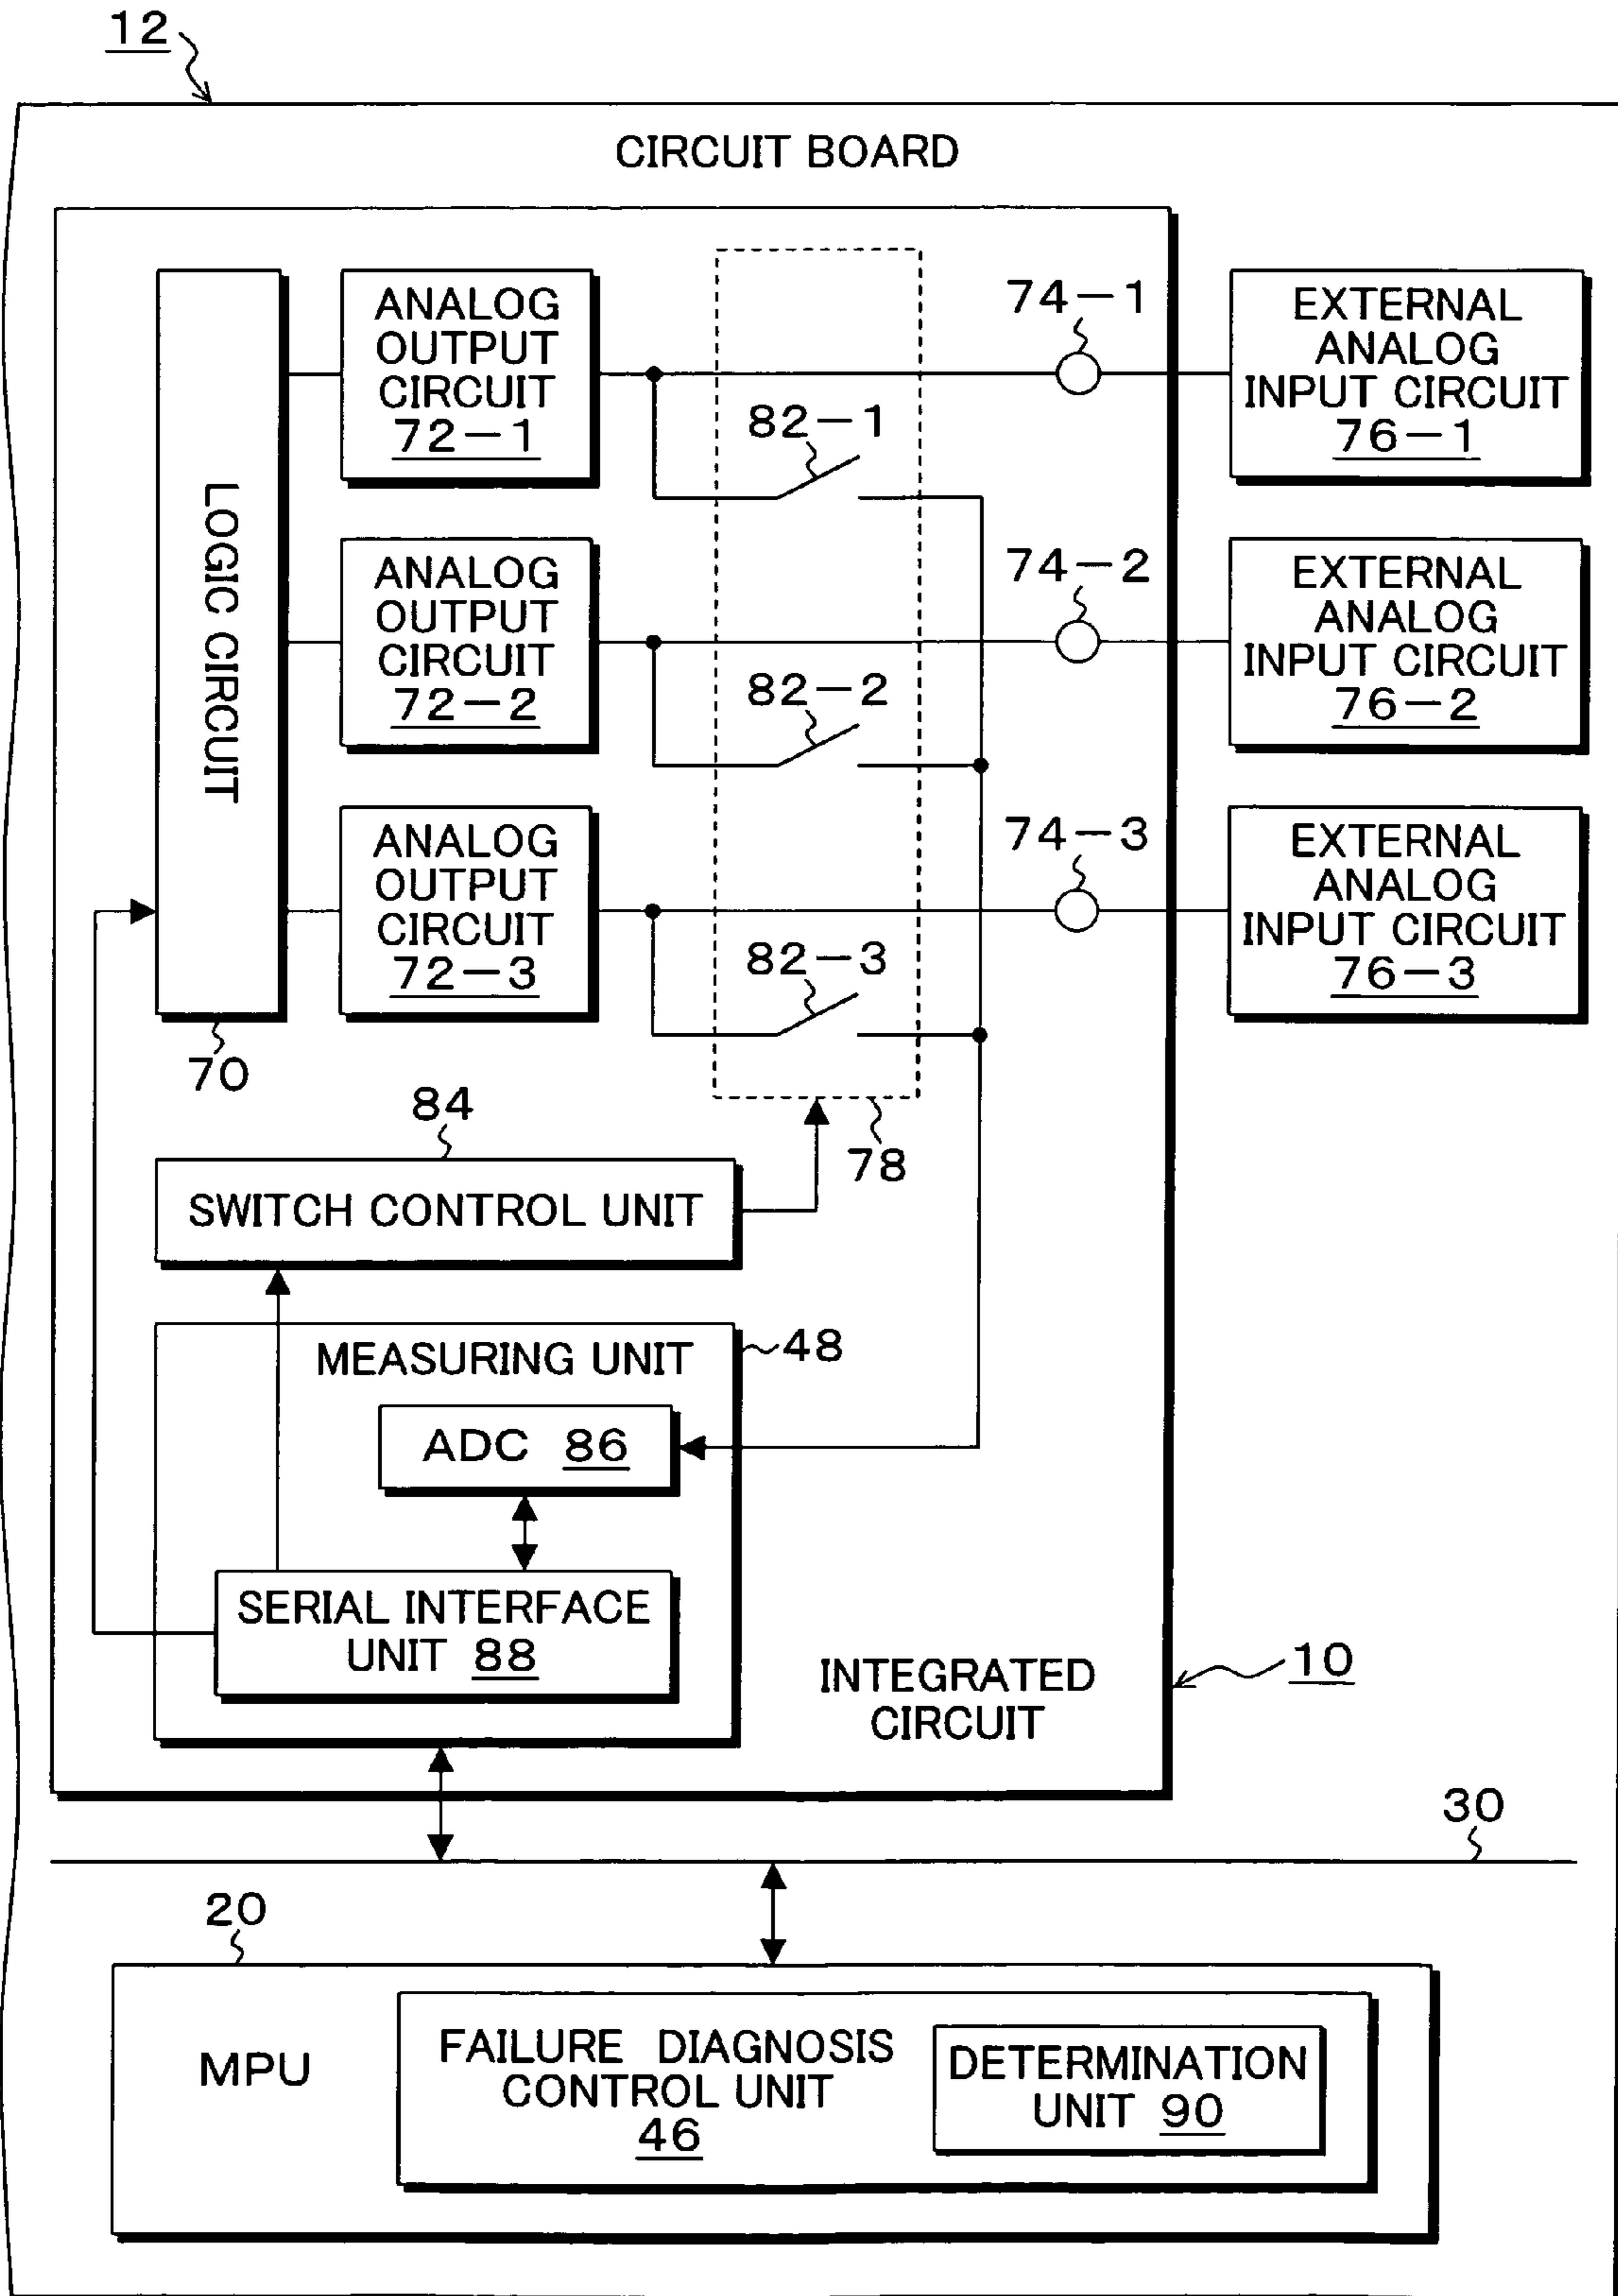 12
CIRCUIT BOARD
LOGIC CIRCUIT
70
ANALOG
OUTPUT
CIRCUIT
72-1
82-1
74-1
EXTERNAL
ANALOG
INPUT CIRCUIT
76-1
ANALOG
OUTPUT
CIRCUIT
72-2
82-2
74-2
EXTERNAL
ANALOG
INPUT CIRCUIT
76-2
ANALOG
OUTPUT
CIRCUIT
72-3
82-3
74-3
EXTERNAL
ANALOG
INPUT CIRCUIT
76-3
84
78
SWITCH CONTROL UNIT
MEASURING UNIT
48
ADC 86
SERIAL INTERFACE
UNIT 88
INTEGRATED
CIRCUIT
10
30
20
MPU
FAILURE DIAGNOSIS
CONTROL UNIT
46
DETERMINATION
UNIT 90